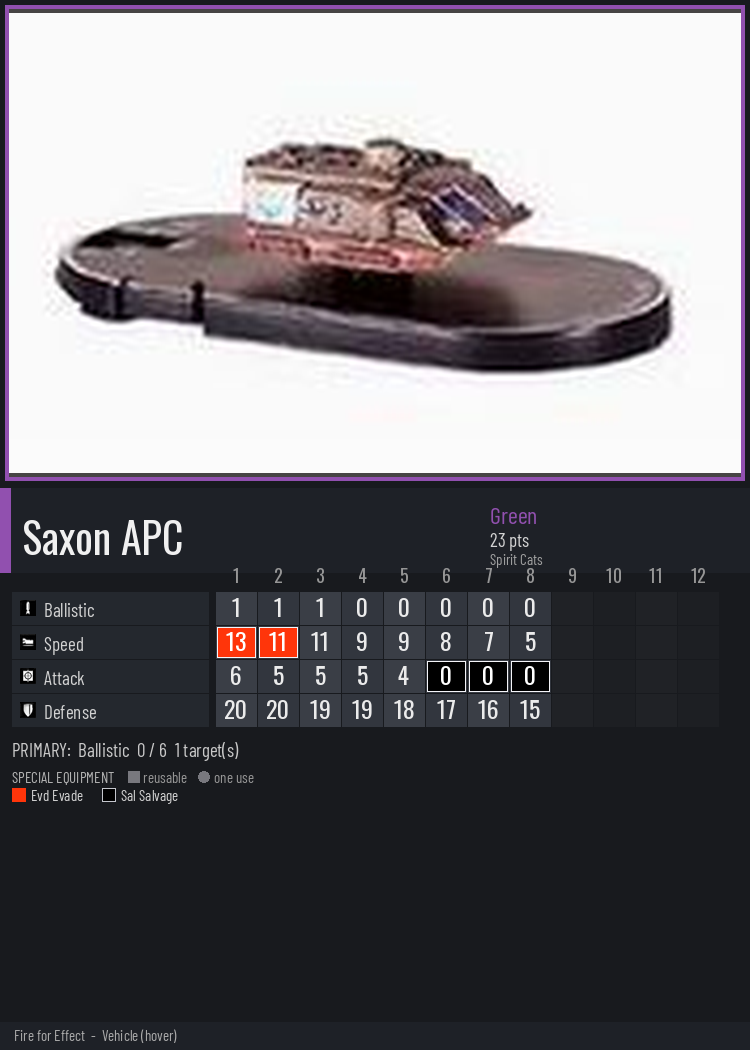 Saxon APC
Green
23 pts
Spirit Cats
1 2 3 4 5 6 7 8 9 10 11 12
Ballistic 1 1 1 0 0 0 0 0
Speed 13 11 11 9 9 8 7 5
Attack 6 5 5 5 4 0 0 0
Defense 20 20 19 19 18 17 16 15
PRIMARY: Ballistic 0 / 6 1 target(s)
SPECIAL EQUIPMENT reusable one use
Evd Evade Sal Salvage
Fire for Effect - Vehicle (hover)